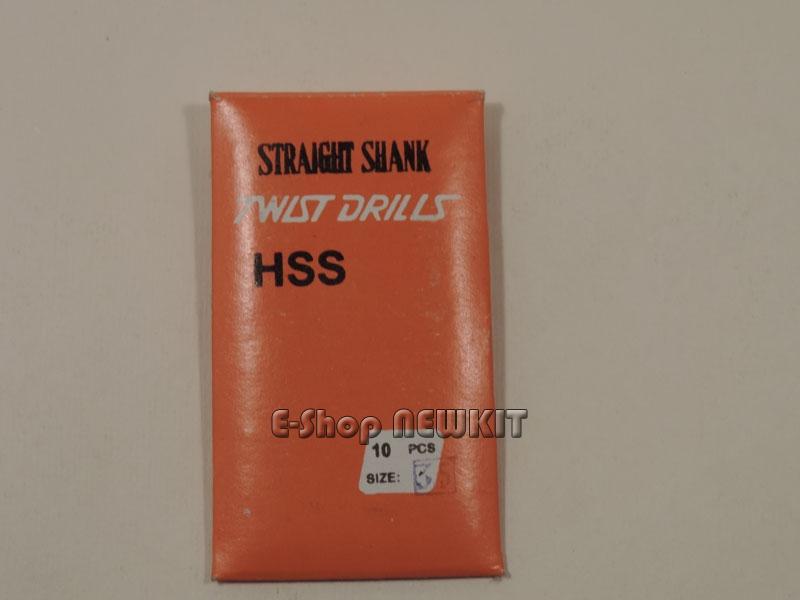 STRAIGHT SHANK
TWIST DRILLS
HSS
E-Shop NEWKIT
10 PCS
SIZE: